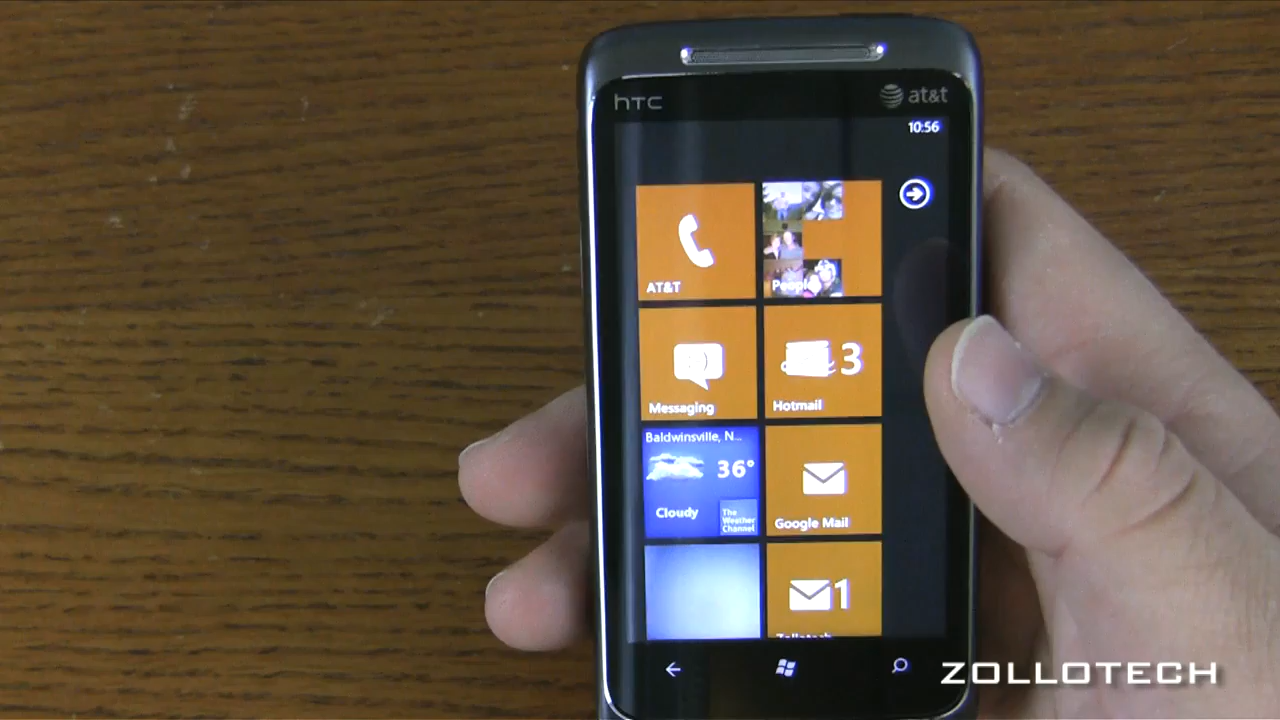 hTC
at&t
10:56
AT&T
People
Messaging
3
Hotmail
Baldwinsville, N...
36°
Cloudy
The
Weather
Channel
Google Mail
1
Zollotech
ZOLLOTECH